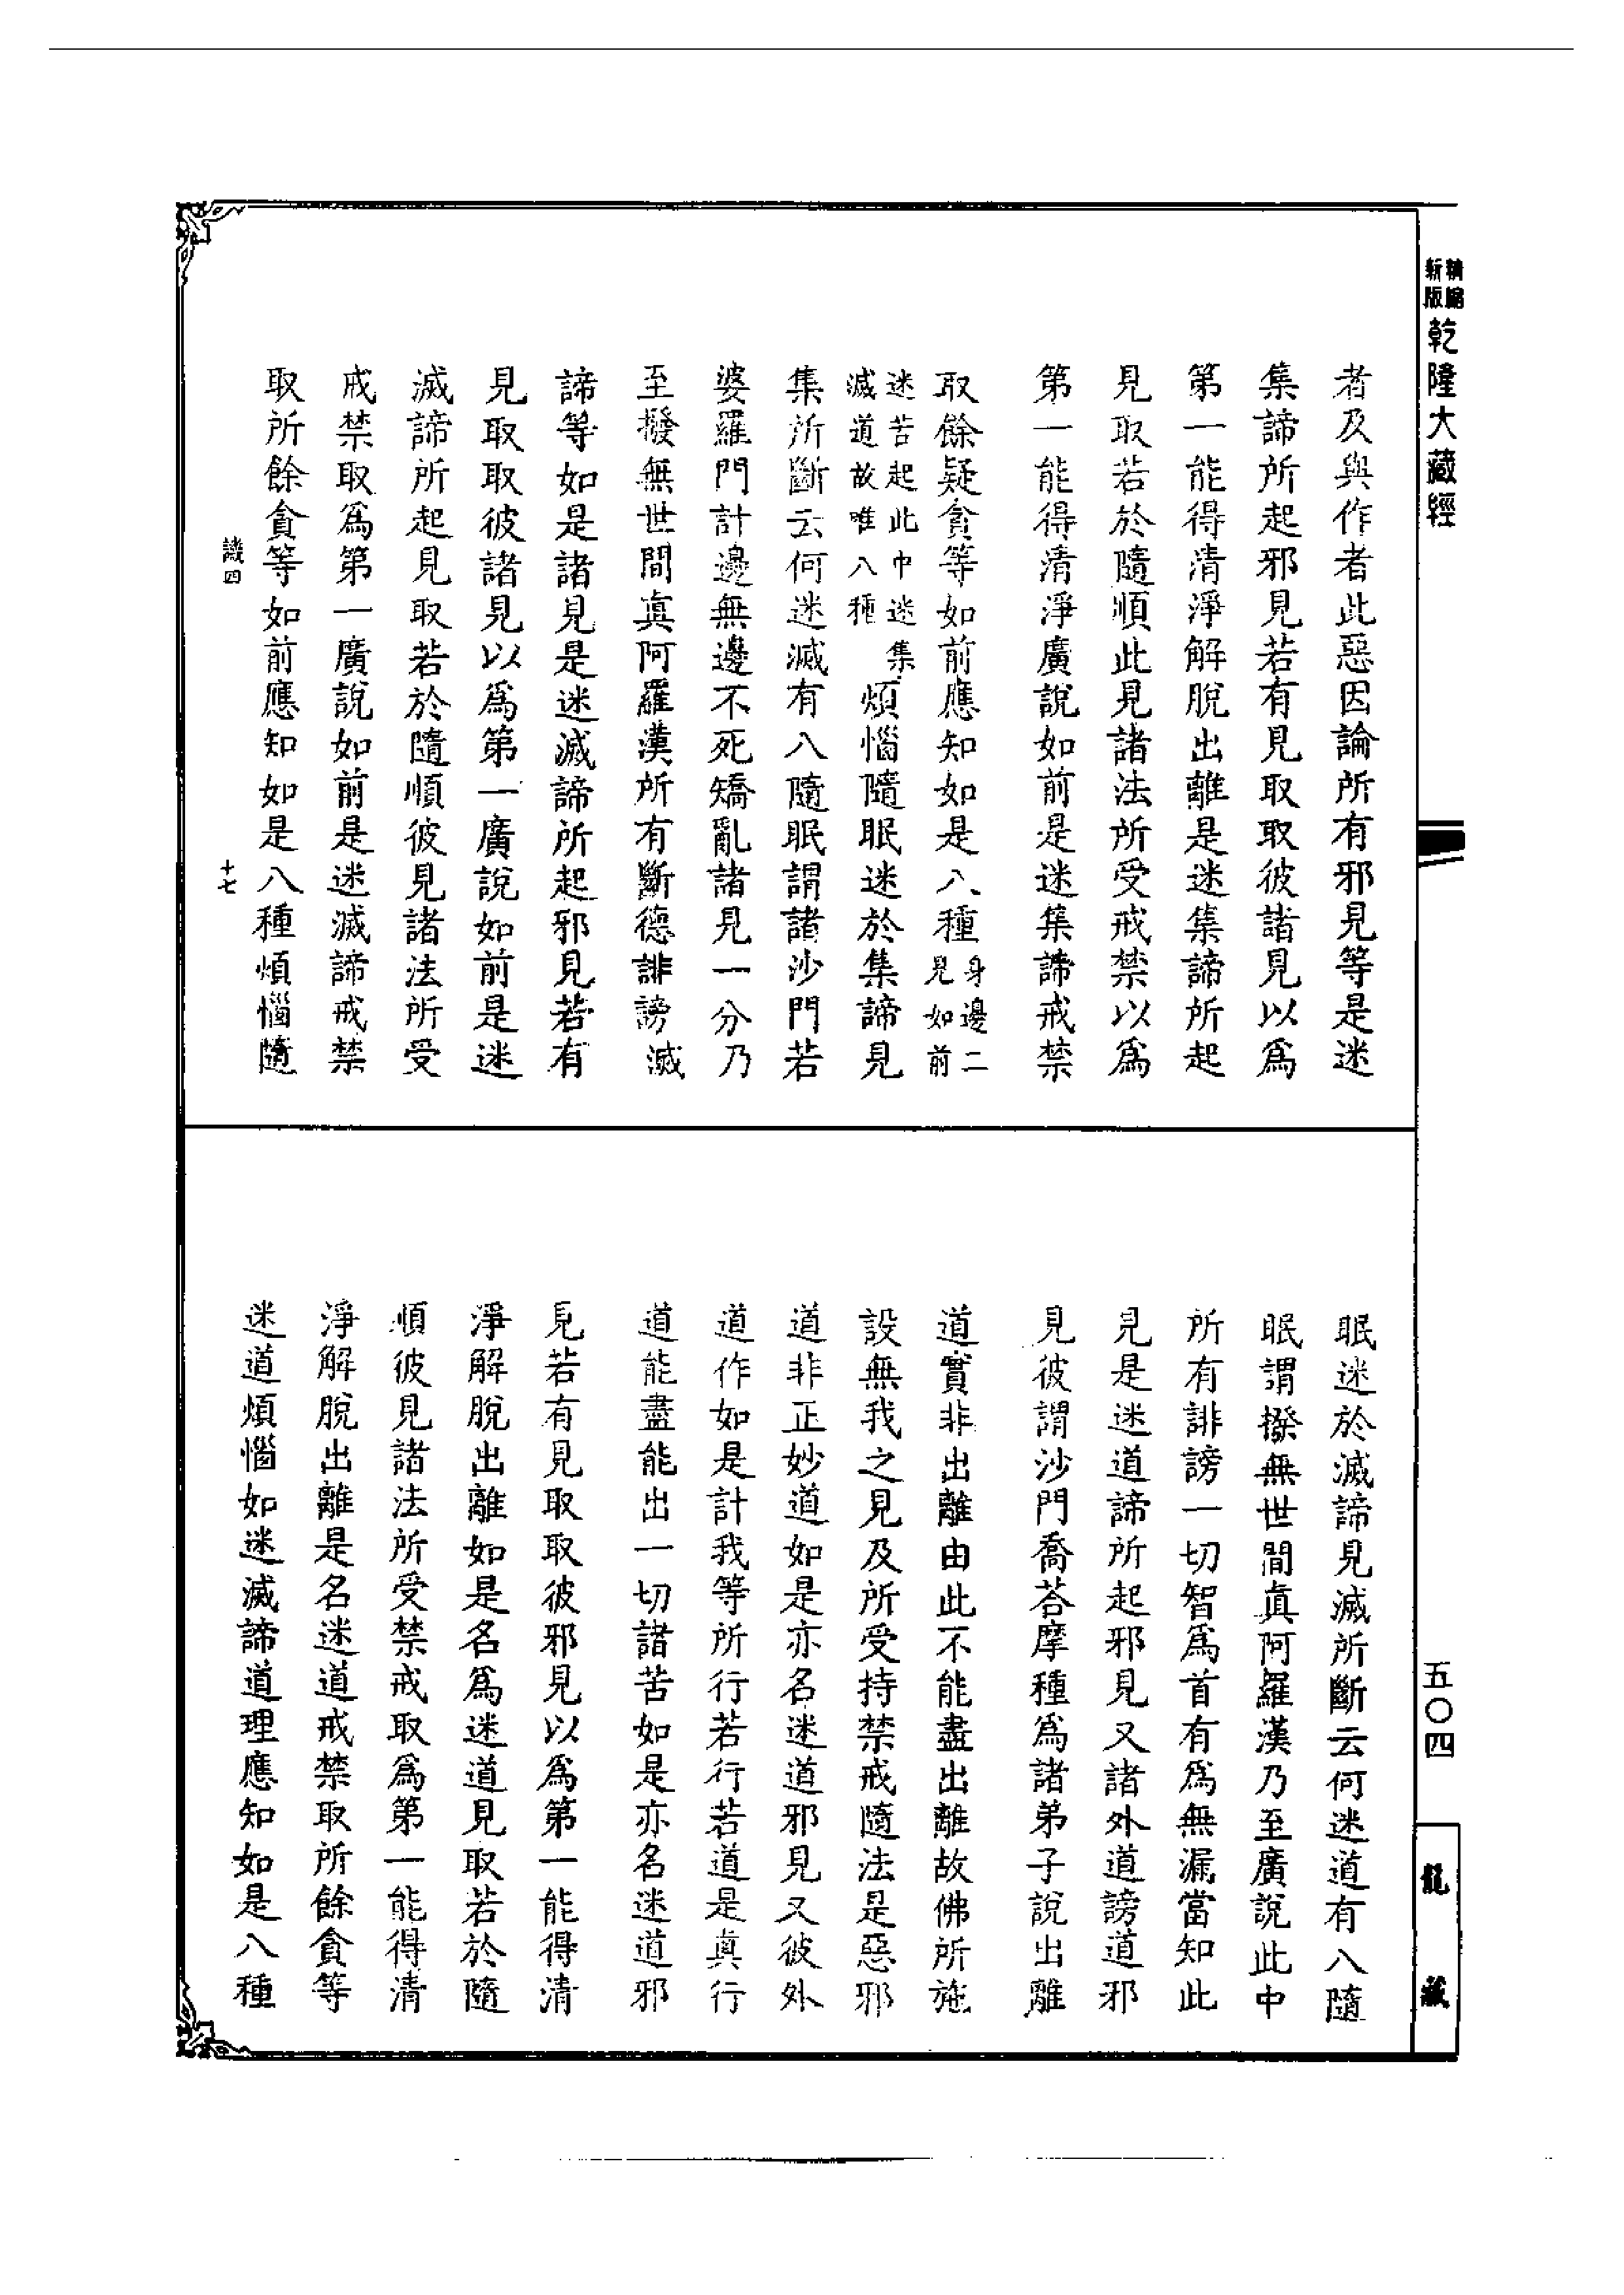 精縮
新版
乾隆大藏經
者及與作者此惡因論所有邪見等是迷
集諦所起邪見若有見取取彼諸見以為
第一能得清淨解脫出離是迷集諦所起
見取若於隨順此見諸法所受戒禁以為
第一能得清淨廣說如前是迷集諦戒禁
取餘疑貪等如前應知如是八種身邊二
見如前
迷苦起此中迷集
滅道故唯八種
煩惱隨眠迷於集諦見
集所斷云何迷滅有八隨眠謂諸沙門若
婆羅門計邊無邊不死矯亂諸見一分乃
至撥無世間真阿羅漢所有斷德誹謗滅
諦等如是諸見是迷滅諦所起邪見若有
見取取彼諸見以為第一廣說如前是迷
滅諦所起見取若於隨順彼見諸法所受
戒禁取為第一廣說如前是迷滅諦戒禁
取所餘貪等如前應知如是八種煩惱隨
識四
十七
眠迷於滅諦見滅所斷云何迷道有八隨
眠謂撥無世間真阿羅漢乃至廣說此中
所有誹謗一切智為首有為無漏當知此
見是迷道諦所起邪見又諸外道謗道邪
見彼謂沙門喬荅摩種為諸弟子說出離
道實非出離由此不能盡出離故佛所施
設無我之見及所受持禁戒隨法是惡邪
道非正妙道如是亦名迷道邪見又彼外
道作如是計我等所行若行若道是真行
道能盡能出一切諸苦如是亦名迷道邪
見若有見取取彼邪見以為第一能得清
淨解脫出離如是名為迷道見取若於隨
順彼見諸法所受禁戒取為第一能得清
淨解脫出離是名迷道戒禁取所餘貪等
迷道煩惱如迷滅諦道理應知如是八種
五〇四
龍藏